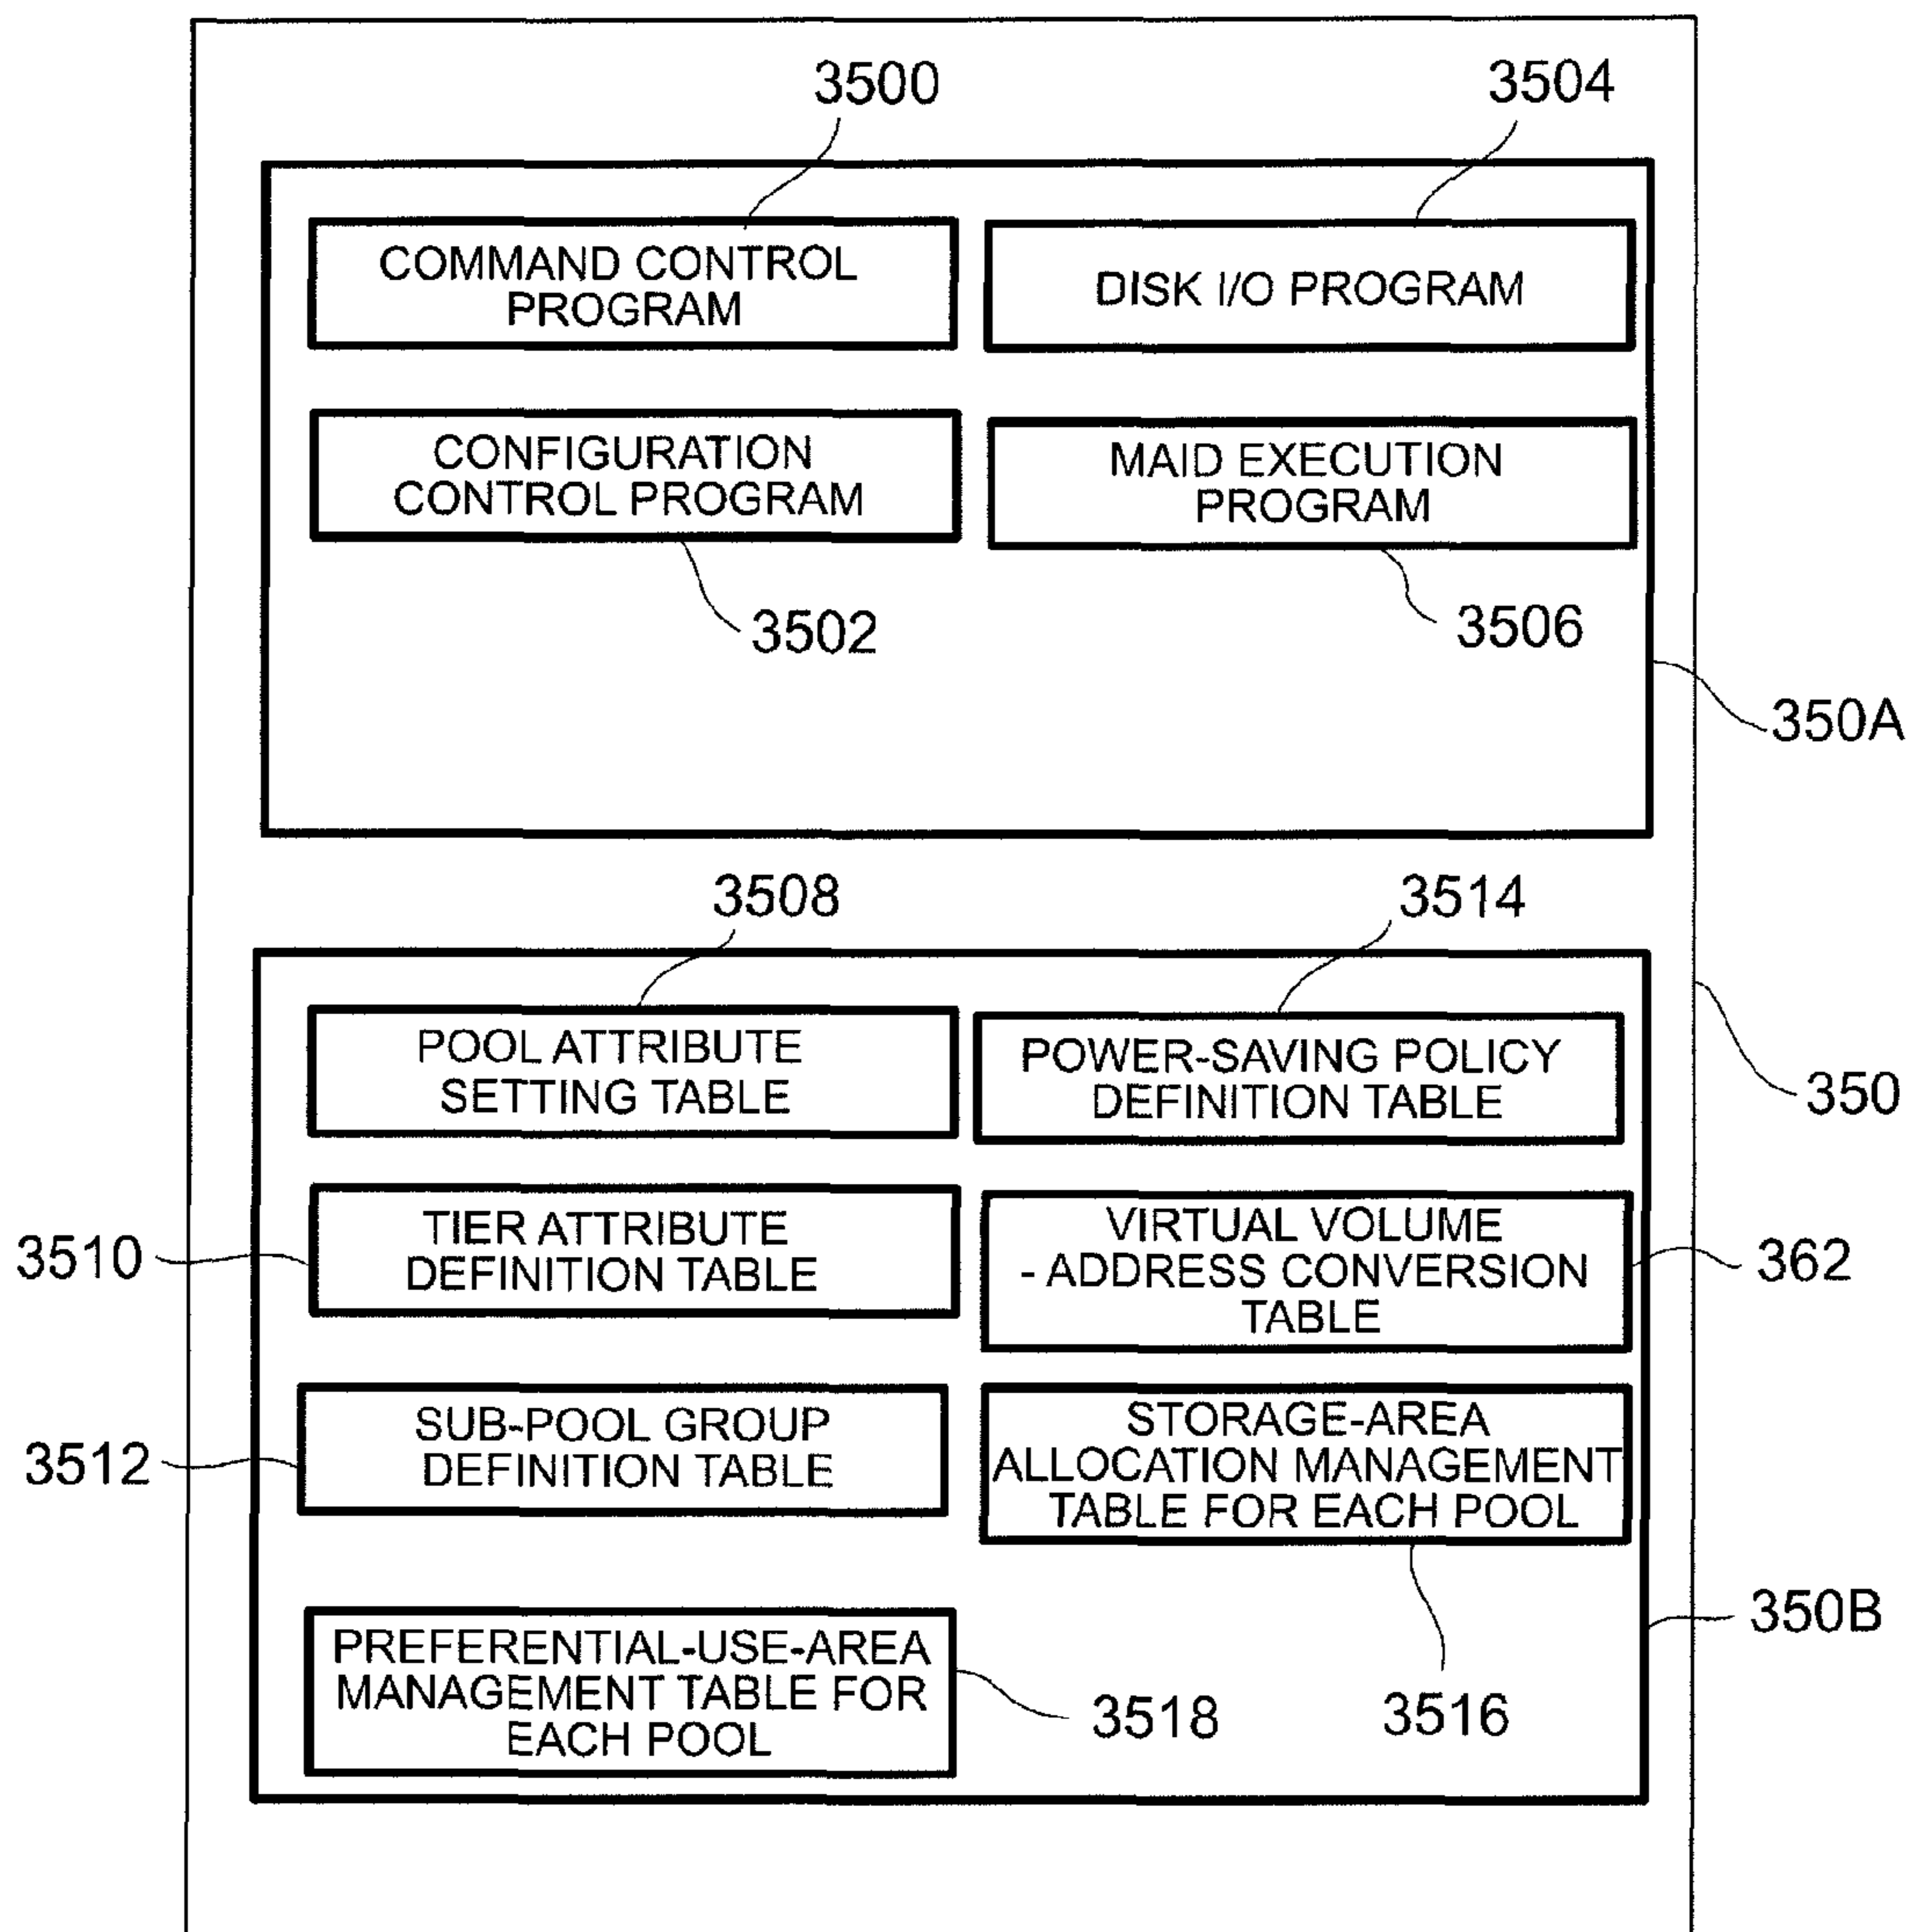 3500
3504
COMMAND CONTROL
PROGRAM
DISK I/O PROGRAM
CONFIGURATION
CONTROL PROGRAM
MAID EXECUTION
PROGRAM
3502
3506
350A
3508
3514
POOL ATTRIBUTE
SETTING TABLE
POWER-SAVING POLICY
DEFINITION TABLE
350
3510
TIER ATTRIBUTE
DEFINITION TABLE
VIRTUAL VOLUME
- ADDRESS CONVERSION
TABLE
362
3512
SUB-POOL GROUP
DEFINITION TABLE
STORAGE-AREA
ALLOCATION MANAGEMENT
TABLE FOR EACH POOL
350B
PREFERENTIAL-USE-AREA
MANAGEMENT TABLE FOR
EACH POOL
3518
3516